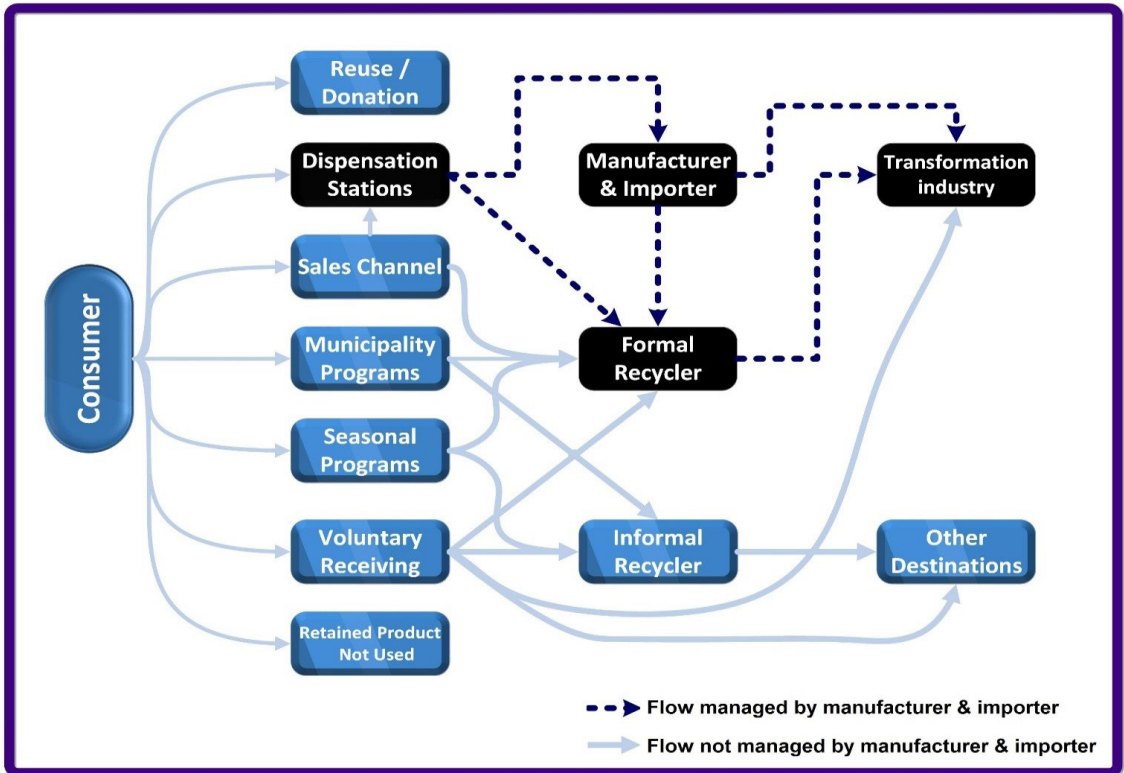 Consumer
Reuse /
Donation
Dispensation
Stations
Sales Channel
Municipality
Programs
Seasonal
Programs
Voluntary
Receiving
Retained Product
Not Used
Manufacturer
& Importer
Formal
Recycler
Informal
Recycler
Transformation
industry
Other
Destinations
Flow managed by manufacturer & importer
Flow not managed by manufacturer & importer